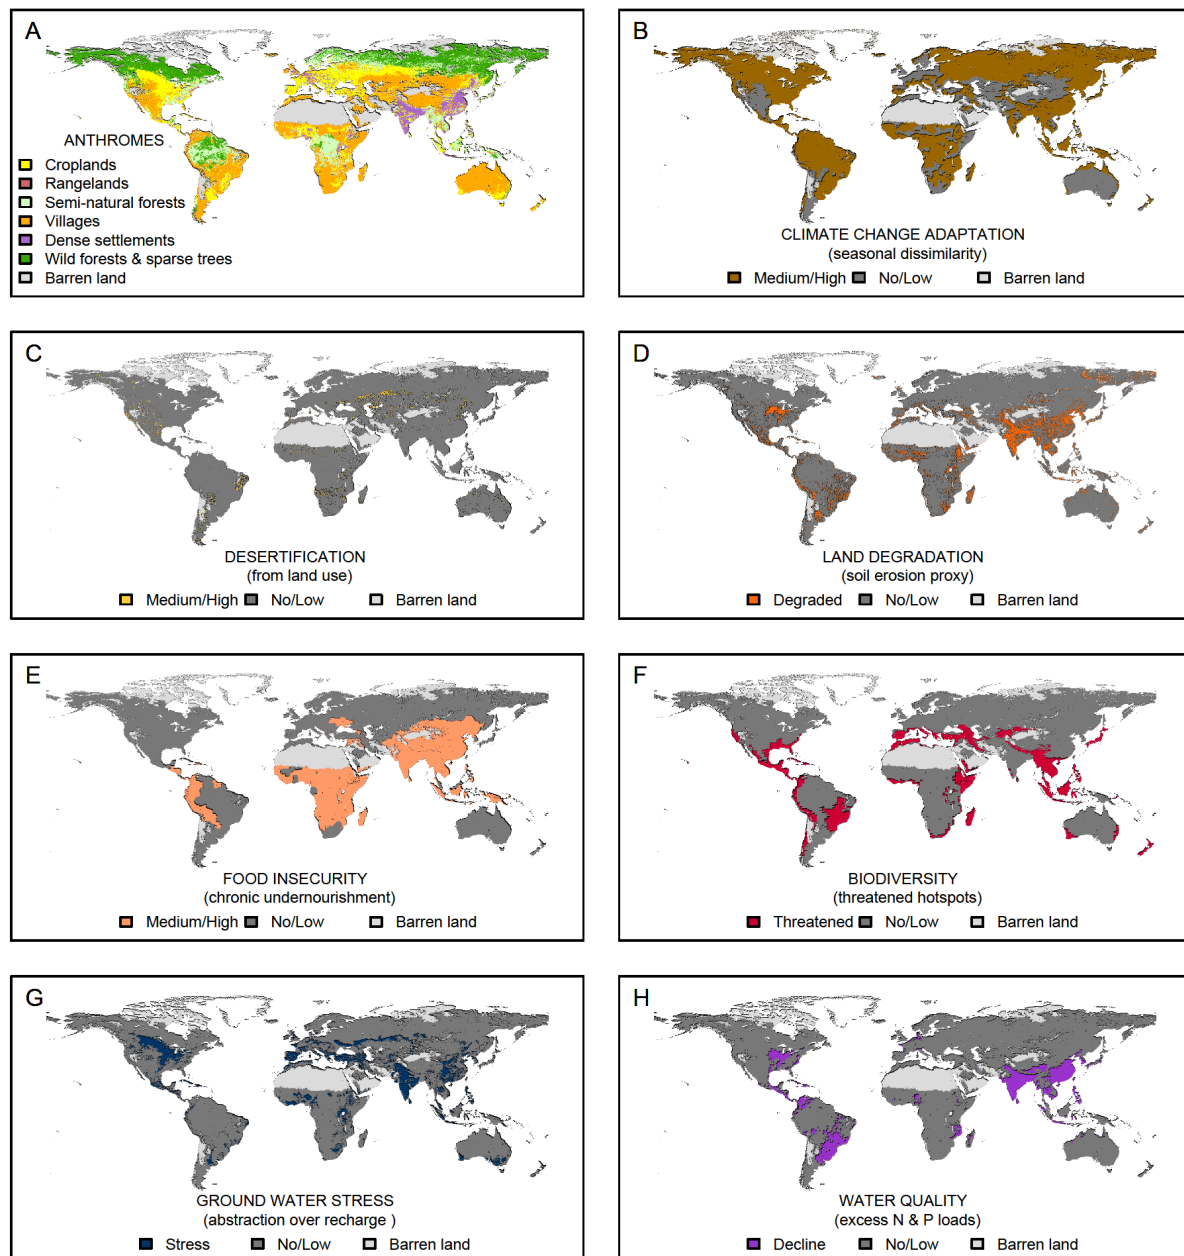 A
ANTHROMES
Croplands
Rangelands
Semi-natural forests
Villages
Dense settlements
Wild forests & sparse trees
Barren land
B
CLIMATE CHANGE ADAPTATION
(seasonal dissimilarity)
Medium/High No/Low Barren land
C
DESERTIFICATION
(from land use)
Medium/High No/Low Barren land
D
LAND DEGRADATION
(soil erosion proxy)
Degraded No/Low Barren land
E
FOOD INSECURITY
(chronic undernourishment)
Medium/High No/Low Barren land
F
BIODIVERSITY
(threatened hotspots)
Threatened No/Low Barren land
G
GROUND WATER STRESS
(abstraction over recharge )
Stress No/Low Barren land
H
WATER QUALITY
(excess N & P loads)
Decline No/Low Barren land